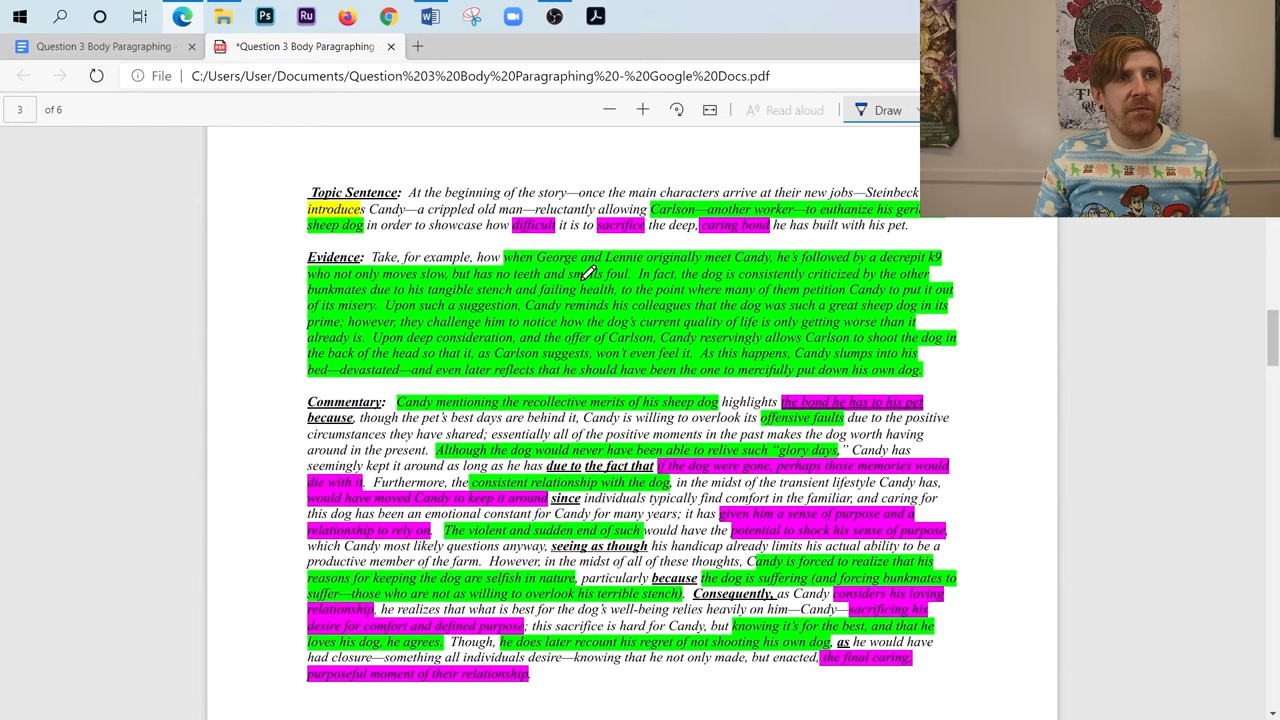 Question 3 Body Paragraphing
*Question 3 Body Paragraphing
File
C:/Users/User/Documents/Question%203%20Body%20Paragraphing%20-%20Google%20Docs.pdf
3 of 6
Read aloud
Draw
Topic Sentence: At the beginning of the story—once the main characters arrive at their new jobs—Steinbeck
introduces Candy—a crippled old man—reluctantly allowing Carlson—another worker—to euthanize his
sheep dog in order to showcase how difficult it is to sacrifice the deep, caring bond he has built with his pet.
Evidence: Take, for example, how when George and Lennie originally meet Candy, he's followed by a decrepit k9
who not only moves slow, but has no teeth and smells foul. In fact, the dog is consistently criticized by the other
bunkmates due to his tangible stench and failing health, to the point where many of them petition Candy to put it out
of its misery. Upon such a suggestion, Candy reminds his colleagues that the dog was such a great sheep dog in its
prime; however, they challenge him to notice how the dog's current quality of life is only getting worse than it
already is. Upon deep consideration, and the offer of Carlson, Candy reservingly allows Carlson to shoot the dog in
the back of the head so that it, as Carlson suggests, won't even feel it. As this happens, Candy slumps into his
bed—devastated—and even later reflects that he should have been the one to mercifully put down his own dog.
Commentary: Candy mentioning the recollective merits of his sheep dog highlights the bond he has to his pet
because, though the pet's best days are behind it, Candy is willing to overlook its offensive faults due to the positive
circumstances they have shared; essentially all of the positive moments in the past makes the dog worth having
around in the present. Although the dog would never have been able to relive such "glory days," Candy has
seemingly kept it around as long as he has due to the fact that if the dog were gone, perhaps those memories would
die with it. Furthermore, the consistent relationship with the dog, in the midst of the transient lifestyle Candy has,
would have moved Candy to keep it around since individuals typically find comfort in the familiar, and caring for
this dog has been an emotional constant for Candy for many years; it has given him a sense of purpose and a
relationship to rely on. The violent and sudden end of such would have the potential to shock his sense of purpose,
which Candy most likely questions anyway, seeing as though his handicap already limits his actual ability to be a
productive member of the farm. However, in the midst of all of these thoughts, Candy is forced to realize that his
reasons for keeping the dog are selfish in nature, particularly because the dog is suffering (and forcing bunkmates to
suffer—those who are not as willing to overlook his terrible stench). Consequently, as Candy considers his loving
relationship, he realizes that what is best for the dog's well-being relies heavily on him—Candy—sacrificing his
desire for comfort and defined purpose; this sacrifice is hard for Candy, but knowing it's for the best, and that he
loves his dog, he agrees. Though, he does later recount his regret of not shooting his own dog, as he would have
had closure—something all individuals desire—knowing that he not only made, but enacted, the final caring,
purposeful moment of their relationship.